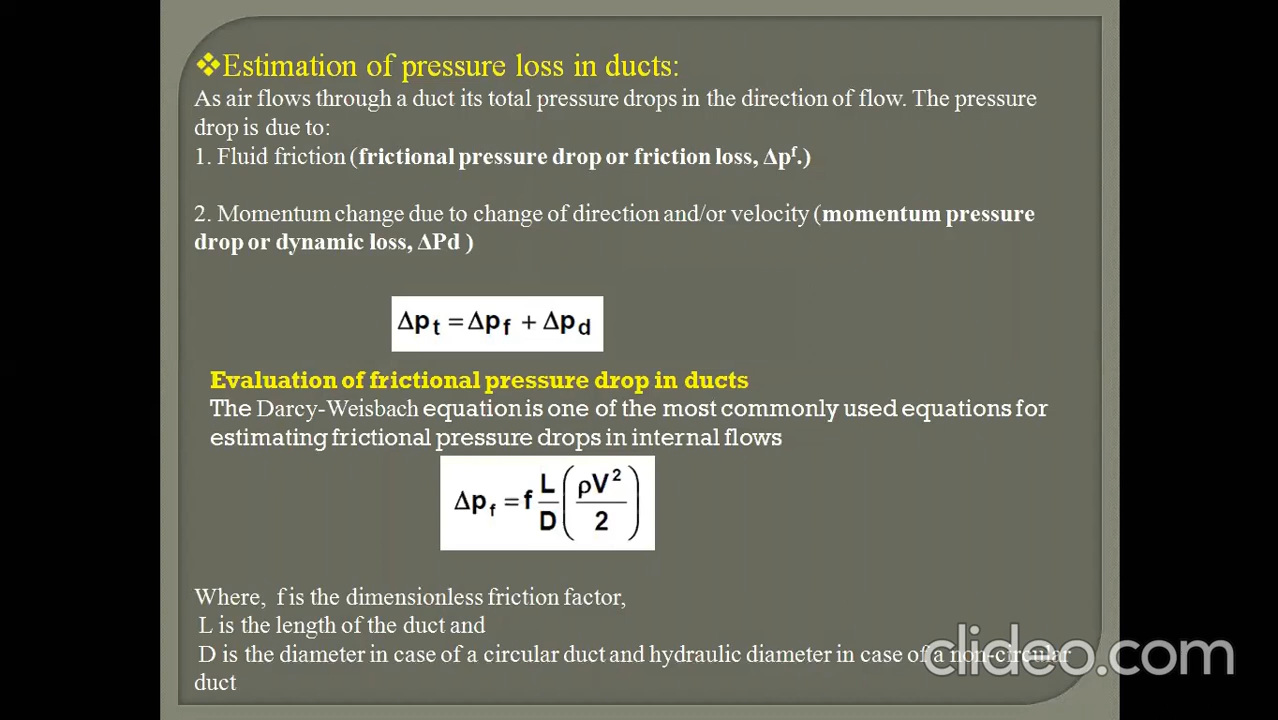 ❖Estimation of pressure loss in ducts:
As air flows through a duct its total pressure drops in the direction of flow. The pressure
drop is due to:
1. Fluid friction (frictional pressure drop or friction loss, Δpᶠ.)
2. Momentum change due to change of direction and/or velocity (momentum pressure
drop or dynamic loss, ΔPd )
Δp_t = Δp_f + Δp_d
Evaluation of frictional pressure drop in ducts
The Darcy-Weisbach equation is one of the most commonly used equations for
estimating frictional pressure drops in internal flows
Δp_f = f L/D (ρV²/2)
Where, f is the dimensionless friction factor,
L is the length of the duct and
D is the diameter in case of a circular duct and hydraulic diameter in case of a non-circular
duct
clideo.com